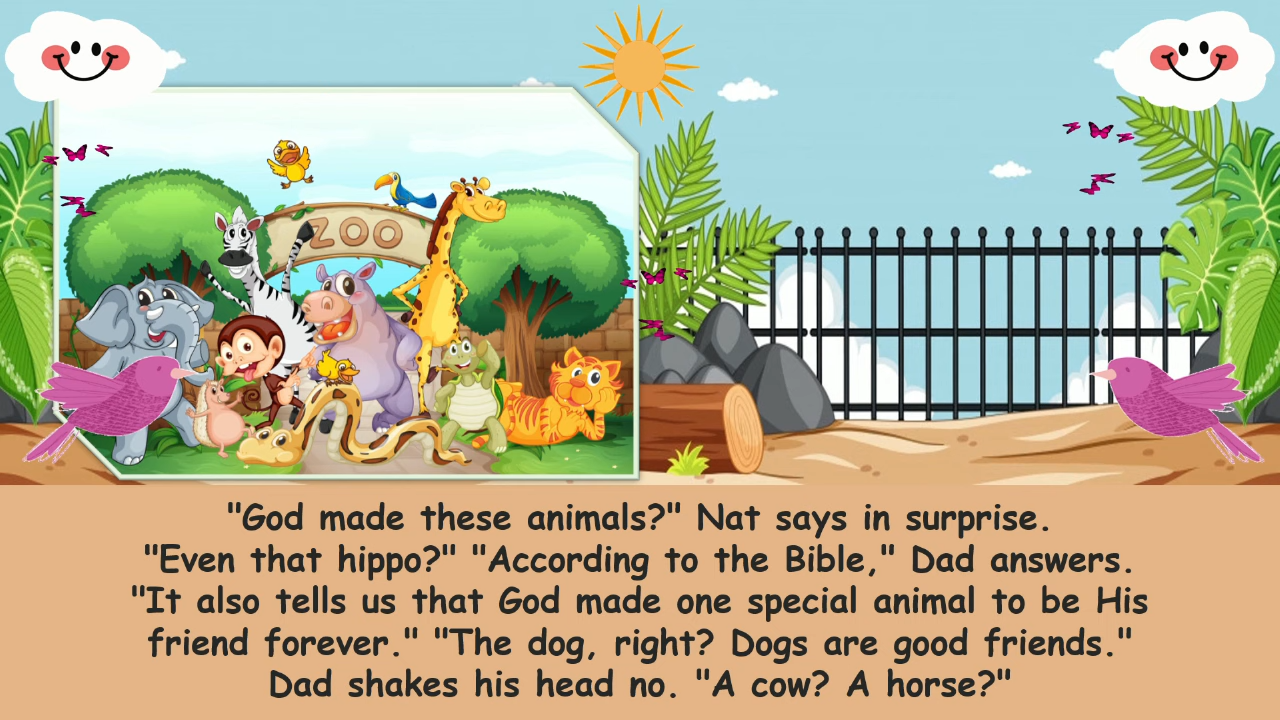 ZOO
"God made these animals?" Nat says in surprise.
"Even that hippo?" "According to the Bible," Dad answers.
"It also tells us that God made one special animal to be His
friend forever." "The dog, right? Dogs are good friends."
Dad shakes his head no. "A cow? A horse?"